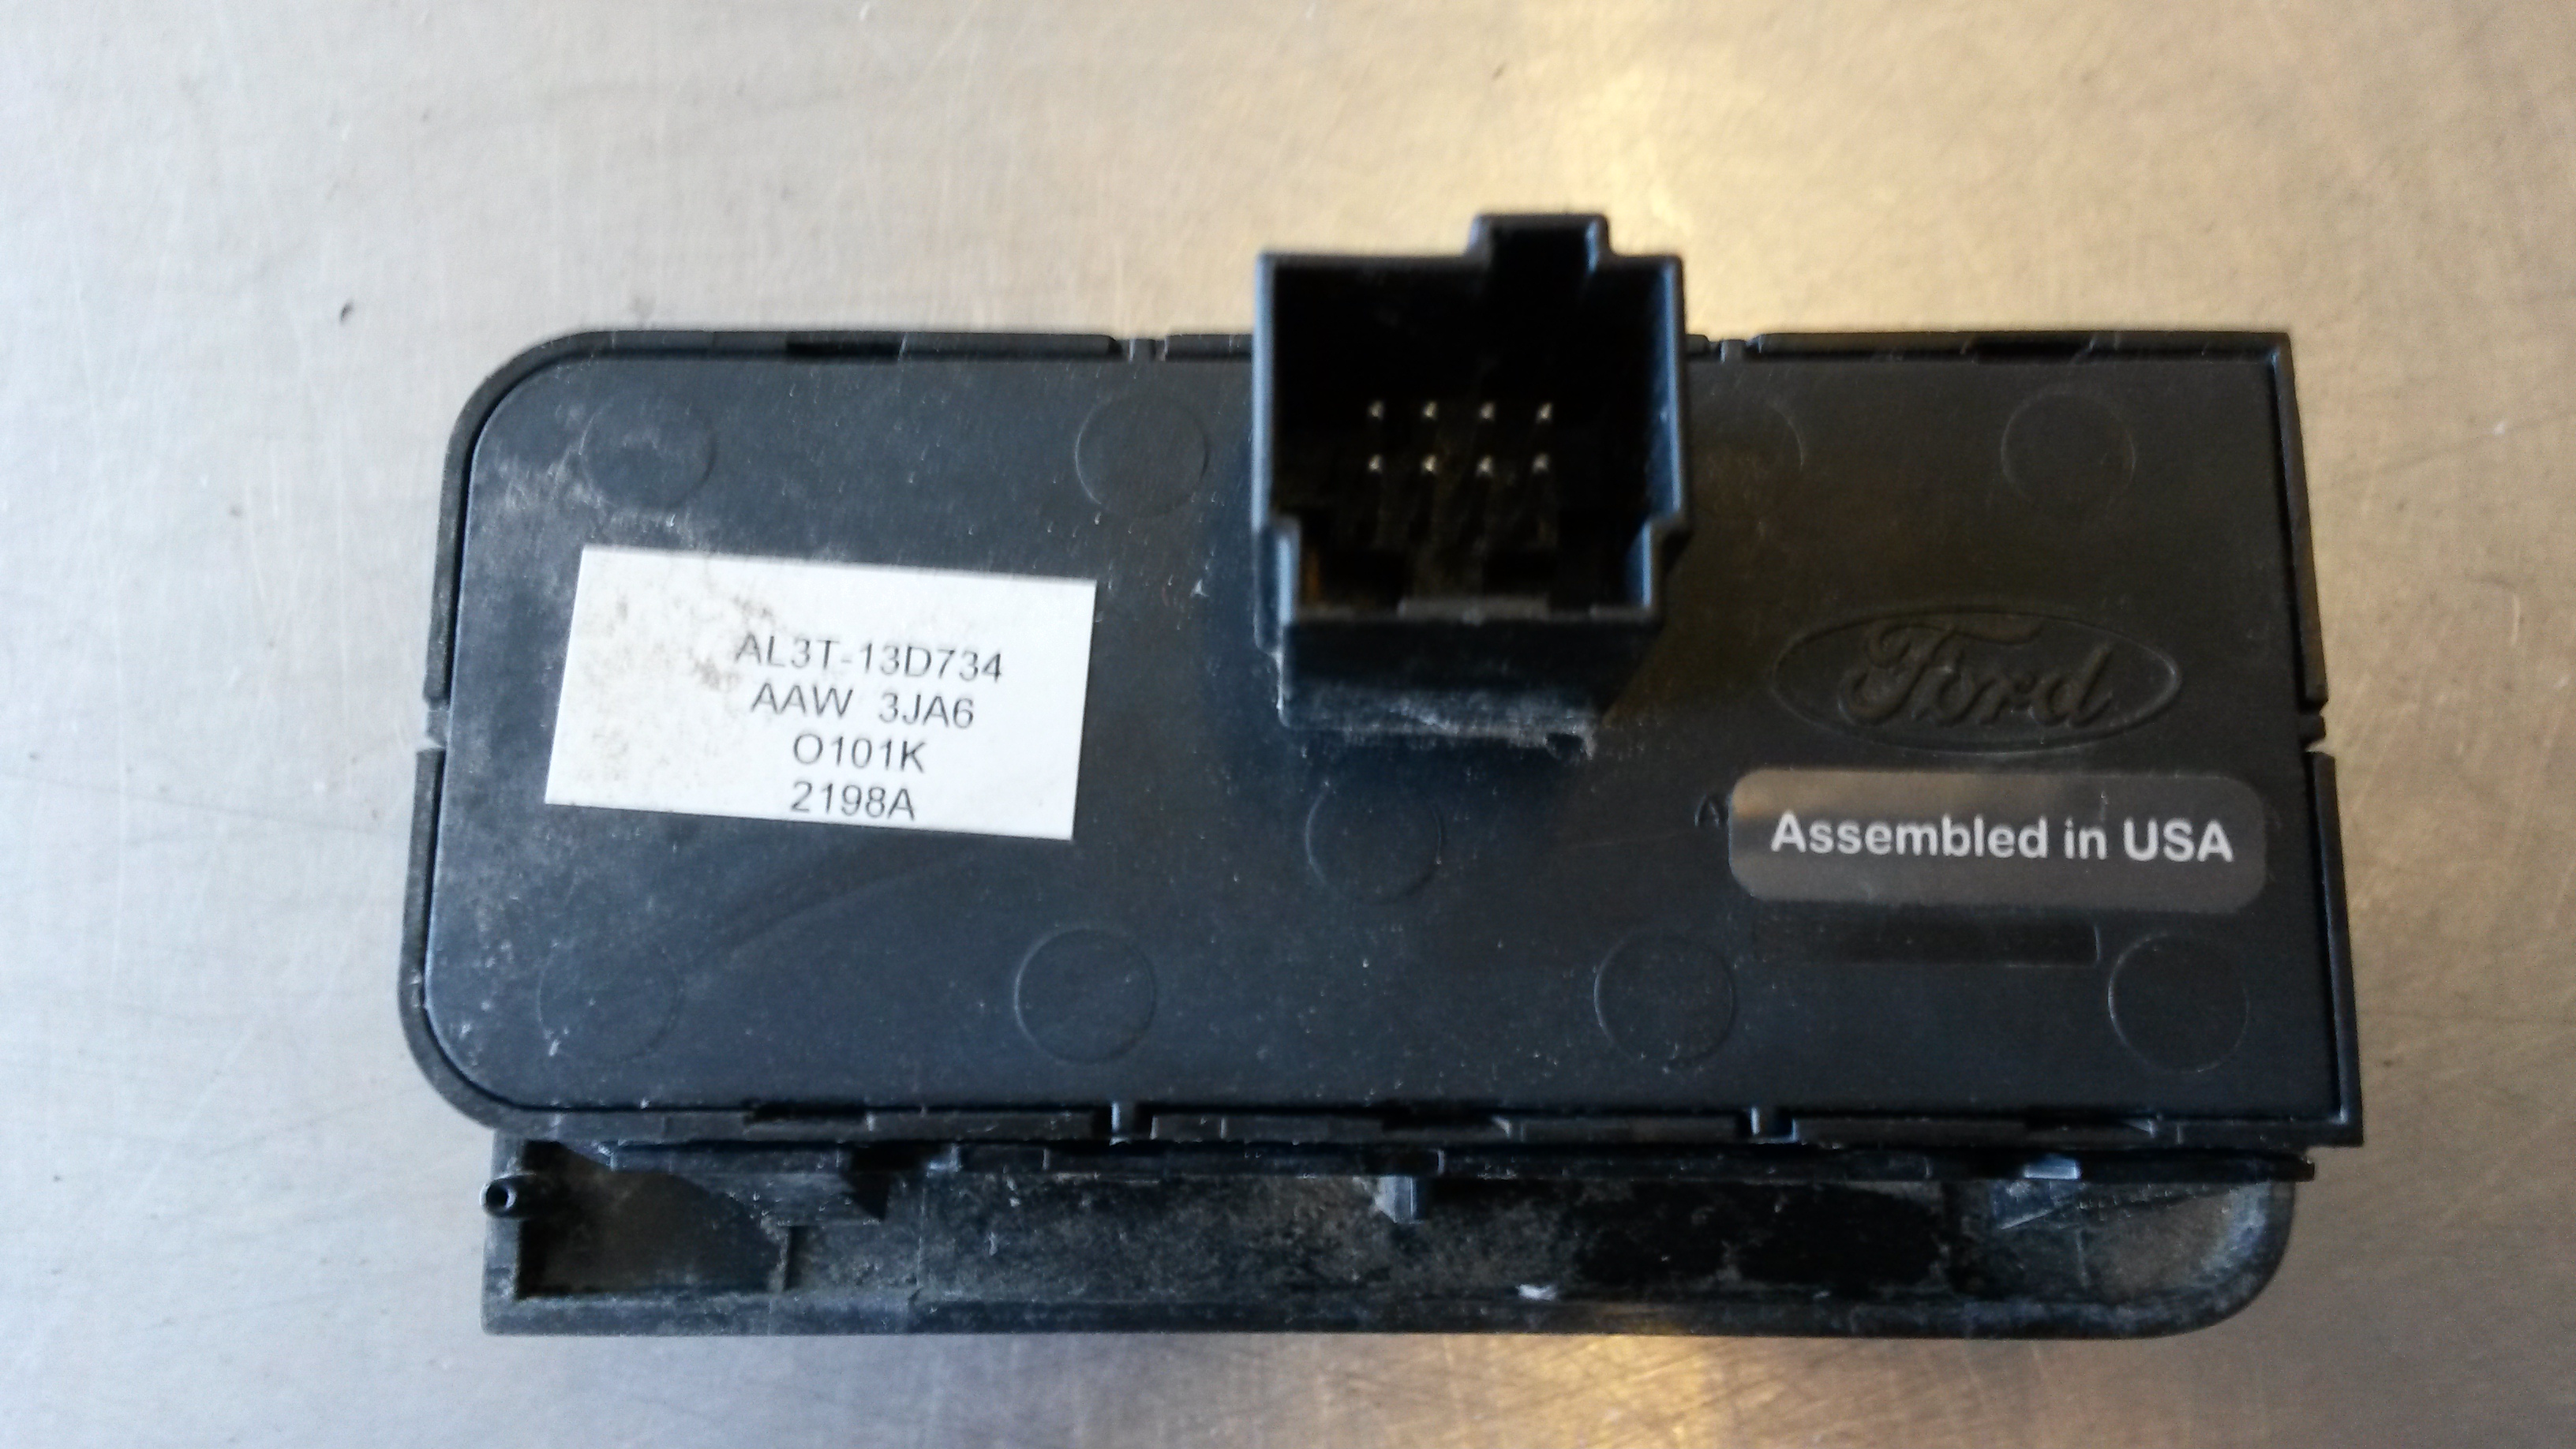 AL3T-13D734
AAW 3JA6
O101K
2198A
Ford
A
Assembled in USA